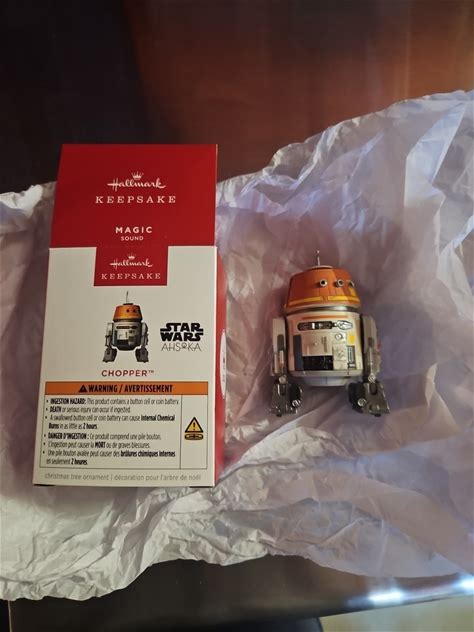 Hallmark
KEEPSAKE
MAGIC
SOUND
Hallmark
KEEPSAKE
STAR
WARS
AHSOKA
CHOPPER™
⚠ WARNING / AVERTISSEMENT
• INGESTION HAZARD: This product contains a button cell or coin battery.
• DEATH or serious injury can occur if ingested.
• A swallowed button cell or coin battery can cause Internal Chemical
Burns in as little as 2 hours.
• DANGER D'INGESTION : Ce produit comprend une pile bouton.
• L'ingestion peut causer la MORT ou de graves blessures.
• Une pile bouton avalée peut causer des brûlures chimiques internes
en seulement 2 heures.
christmas tree ornament | décoration pour l'arbre de noël